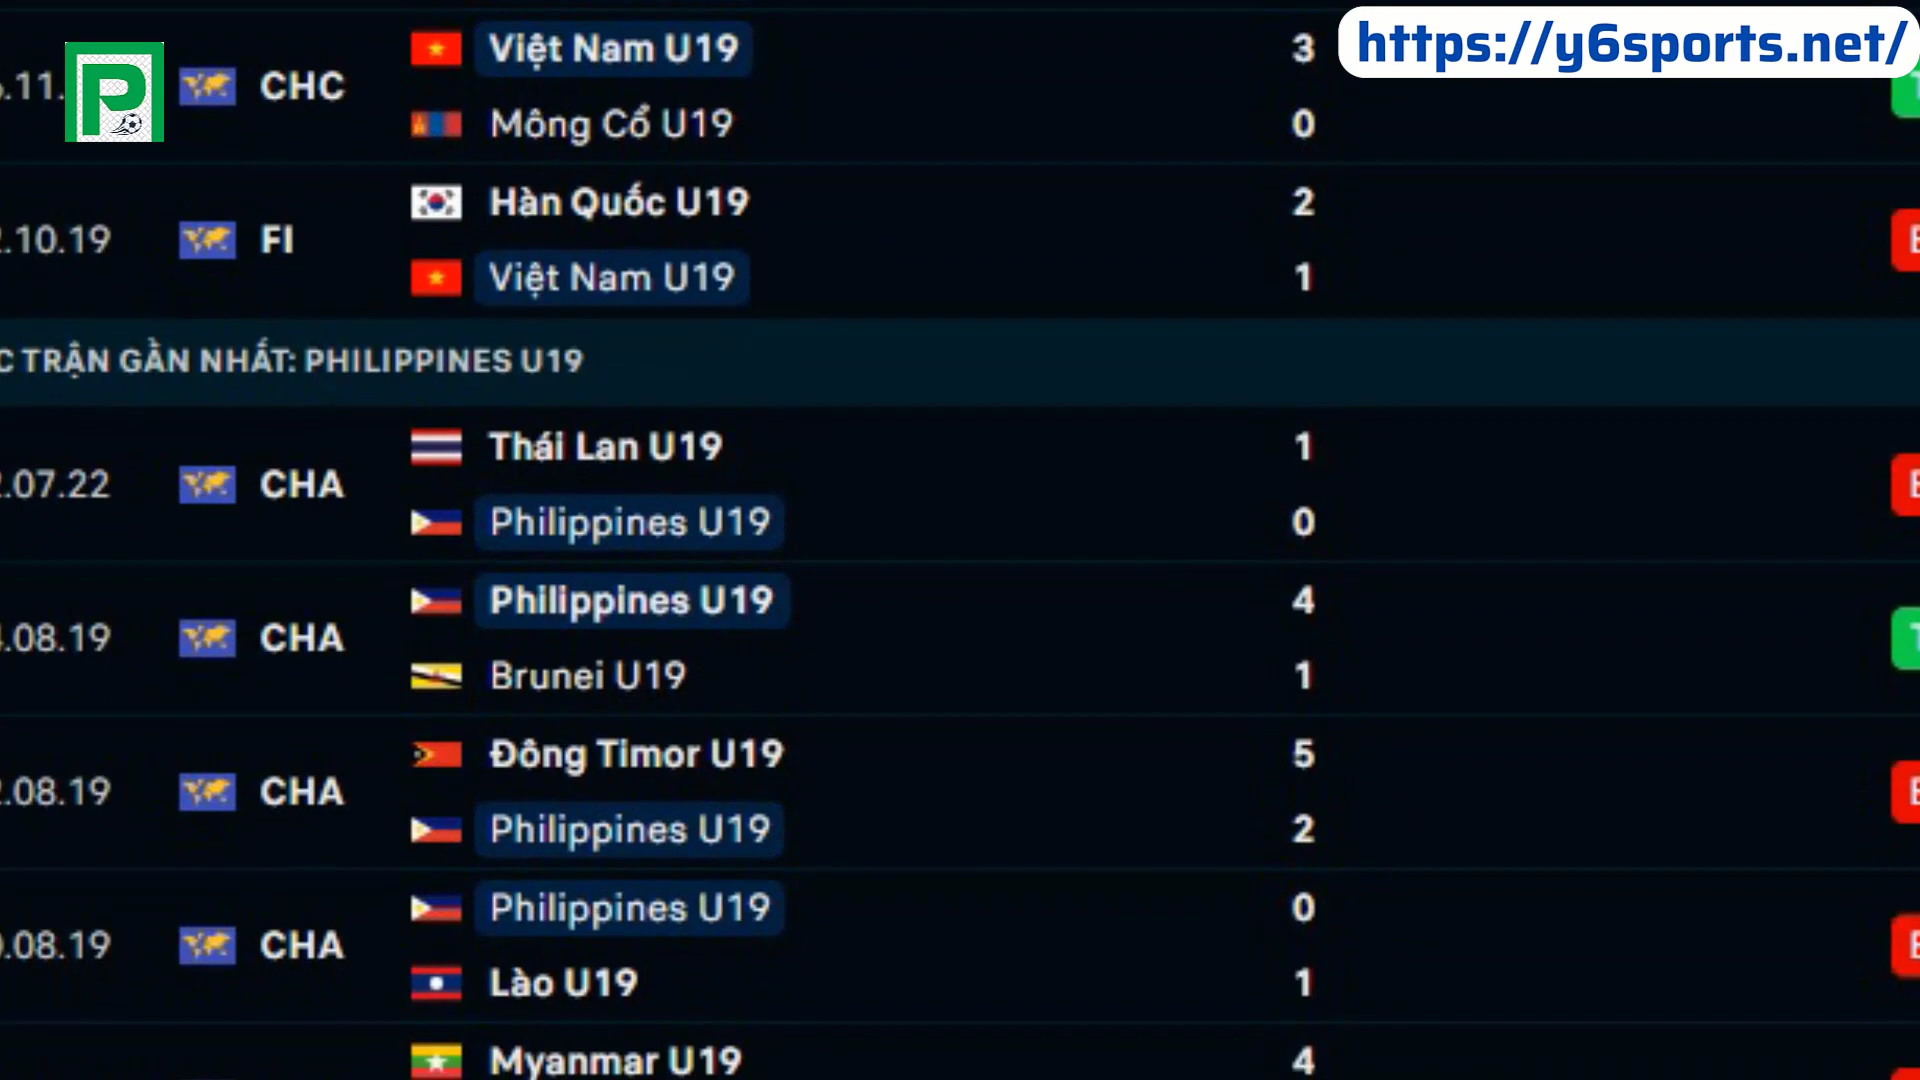 https://y6sports.net/
P
.11.
CHC
Việt Nam U19
3
Mông Cổ U19
0
.10.19
FI
Hàn Quốc U19
2
Việt Nam U19
1
C TRẬN GẦN NHẤT: PHILIPPINES U19
.07.22
CHA
Thái Lan U19
1
Philippines U19
0
.08.19
CHA
Philippines U19
4
Brunei U19
1
.08.19
CHA
Đông Timor U19
5
Philippines U19
2
.08.19
CHA
Philippines U19
0
Lào U19
1
Myanmar U19
4